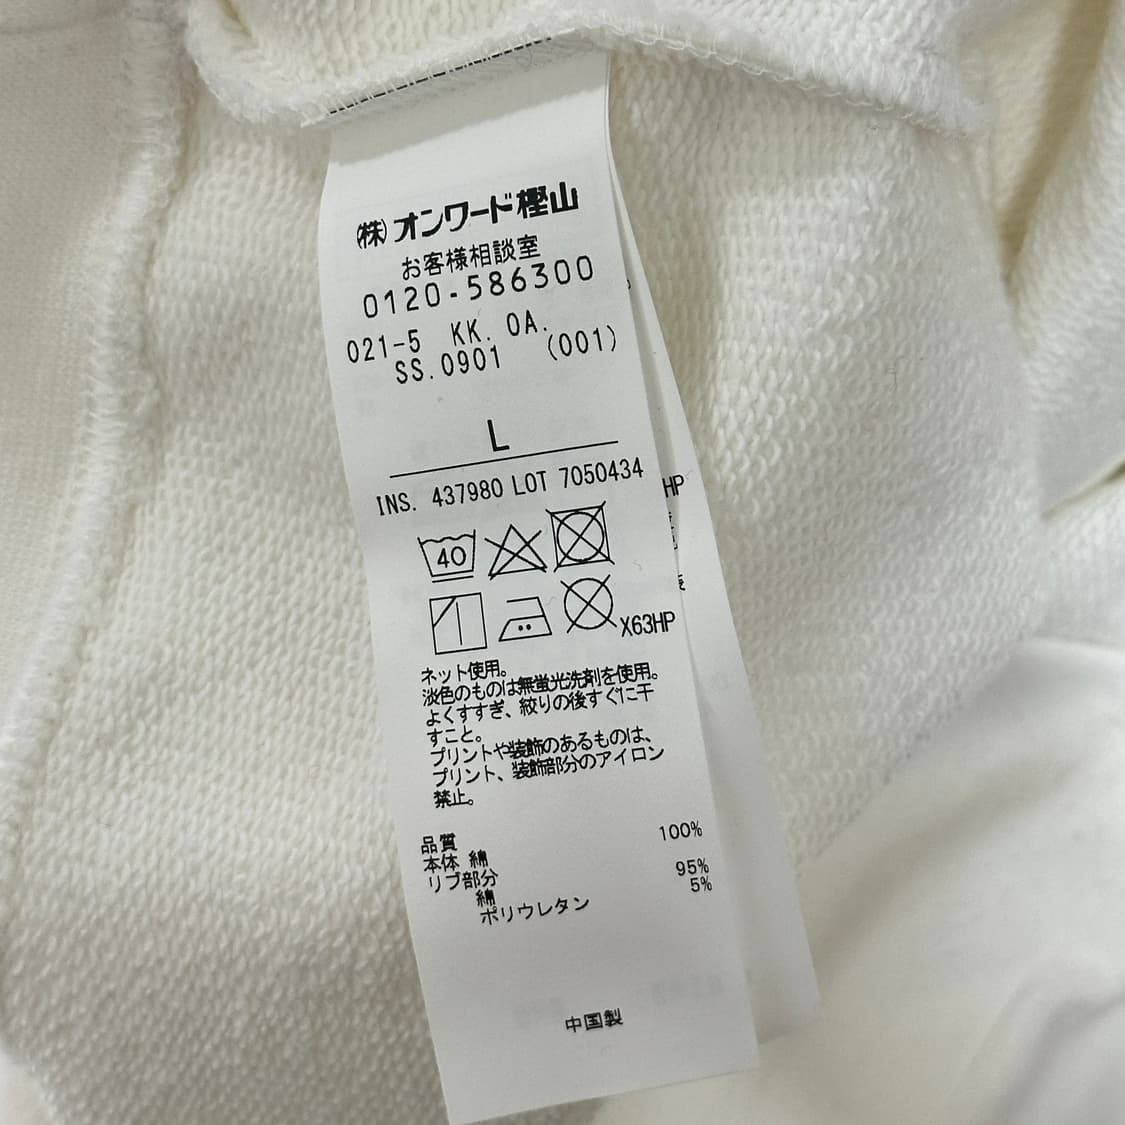 ㈱オンワード樫山
お客様相談室
0120-586300
021-5 KK. OA.
SS.0901 (001)
L
INS. 437980 LOT 7050434
40
X63HP
ネット使用。
淡色のものは無蛍光洗剤を使用。
よくすすぎ、絞りの後すぐに干
すこと。
プリントや装飾のあるものは、
プリント、装飾部分のアイロン
禁止。
品質
本体 綿 100%
リブ部分
綿 95%
ポリウレタン 5%
中国製
HP